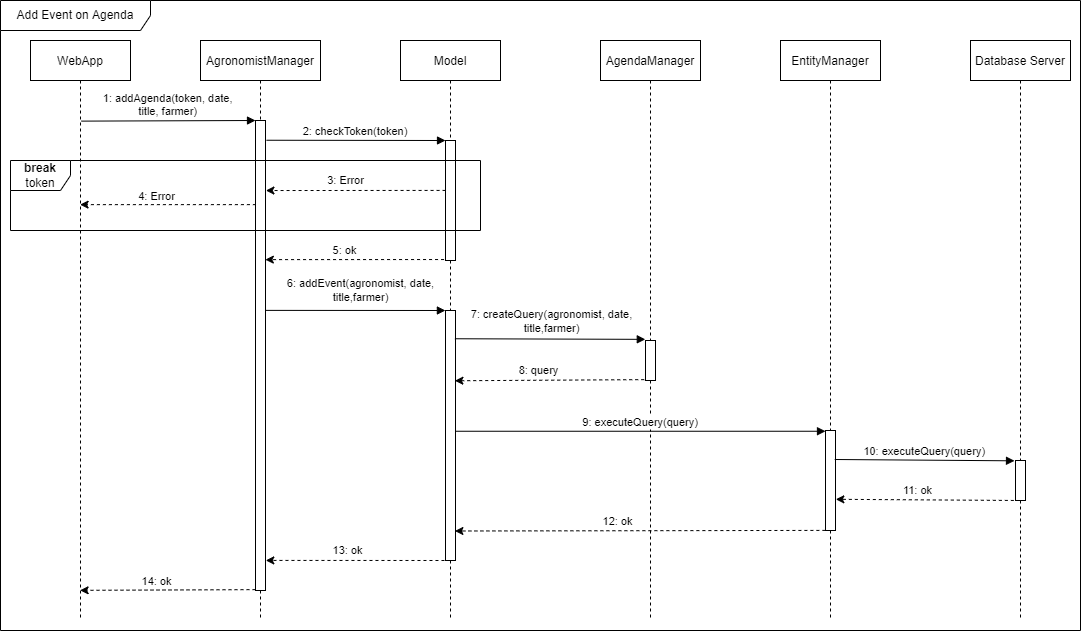 Add Event on Agenda
WebApp
AgronomistManager
Model
AgendaManager
EntityManager
Database Server
1: addAgenda(token, date,
title, farmer)
2: checkToken(token)
break
token
3: Error
4: Error
5: ok
6: addEvent(agronomist, date,
title,farmer)
7: createQuery(agronomist, date,
title,farmer)
8: query
9: executeQuery(query)
10: executeQuery(query)
11: ok
12: ok
13: ok
14: ok